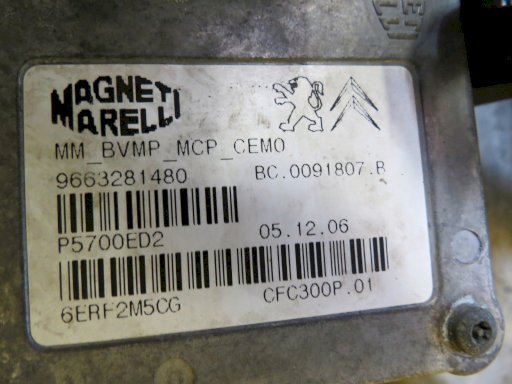 MAGNETI
MARELLI
MM_BVMP_MCP_CEMO
9663281480 BC.0091807.B
P5700ED2 05.12.06
6ERF2M5CG CFC300P.01